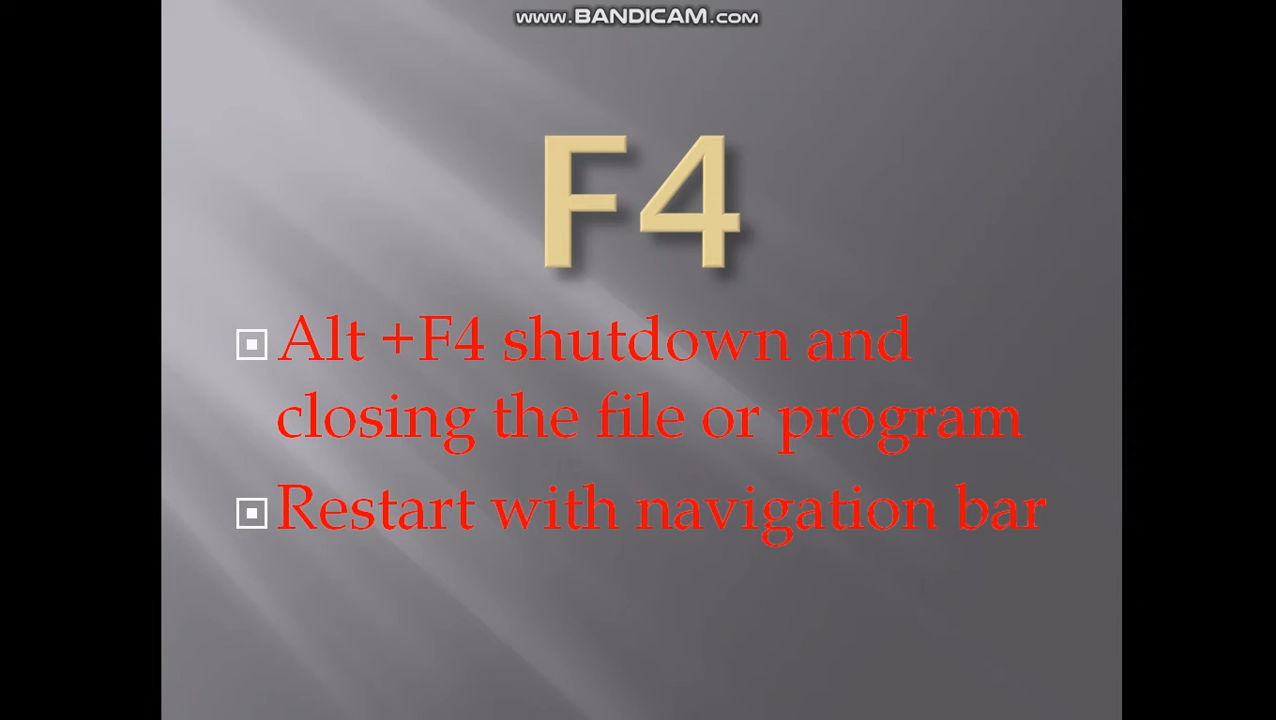 www.BANDICAM.com
F4
Alt +F4 shutdown and
closing the file or program
Restart with navigation bar